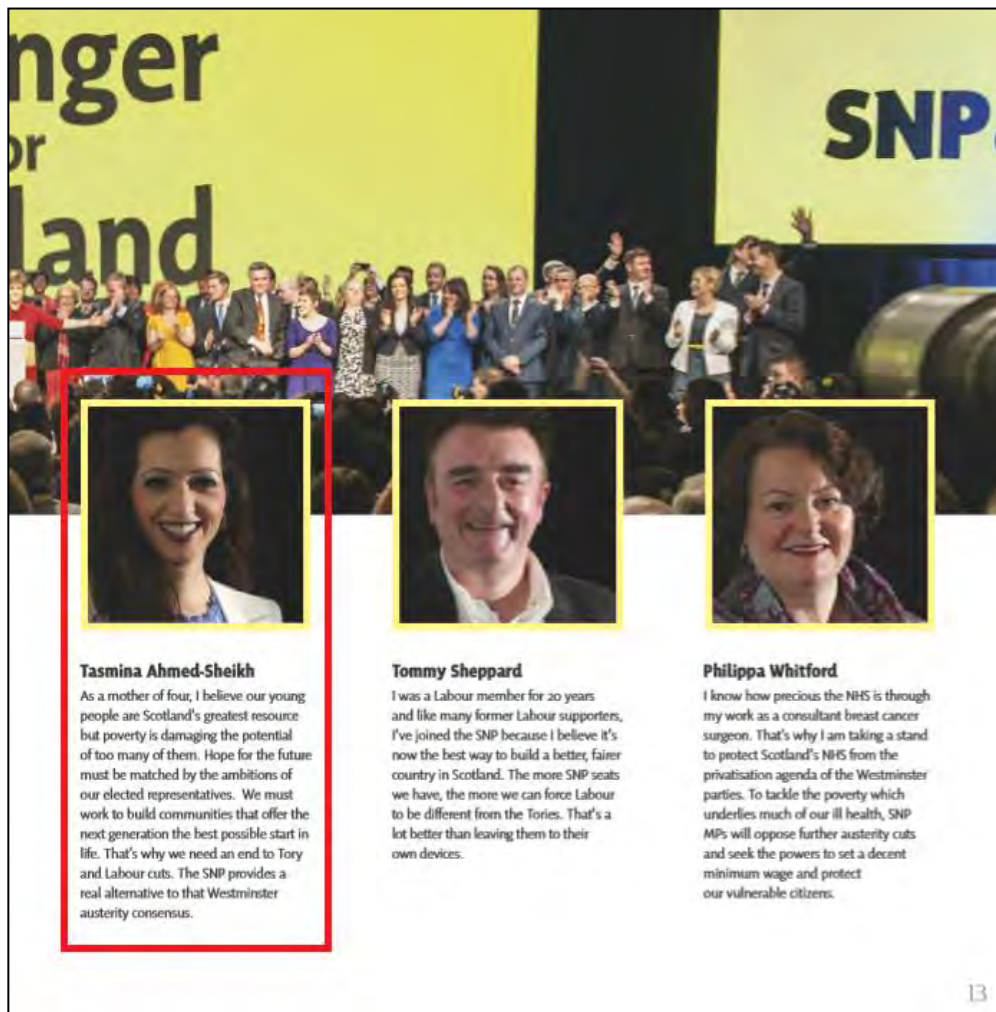 nger
or
land
SNP
Tasmina Ahmed-Sheikh
As a mother of four, I believe our young
people are Scotland's greatest resource
but poverty is damaging the potential
of too many of them. Hope for the future
must be matched by the ambitions of
our elected representatives. We must
work to build communities that offer the
next generation the best possible start in
life. That's why we need an end to Tory
and Labour cuts. The SNP provides a
real alternative to that Westminster
austerity consensus.
Tommy Sheppard
I was a Labour member for 20 years
and like many former Labour supporters,
I've joined the SNP because I believe it's
now the best way to build a better, fairer
country in Scotland. The more SNP seats
we have, the more we can force Labour
to be different from the Tories. That's a
lot better than leaving them to their
own devices.
Philippa Whitford
I know how precious the NHS is through
my work as a consultant breast cancer
surgeon. That's why I am taking a stand
to protect Scotland's NHS from the
privatisation agenda of the Westminster
parties. To tackle the poverty which
underlies much of our ill health, SNP
MPs will oppose further austerity cuts
and seek the powers to set a decent
minimum wage and protect
our vulnerable citizens.
13